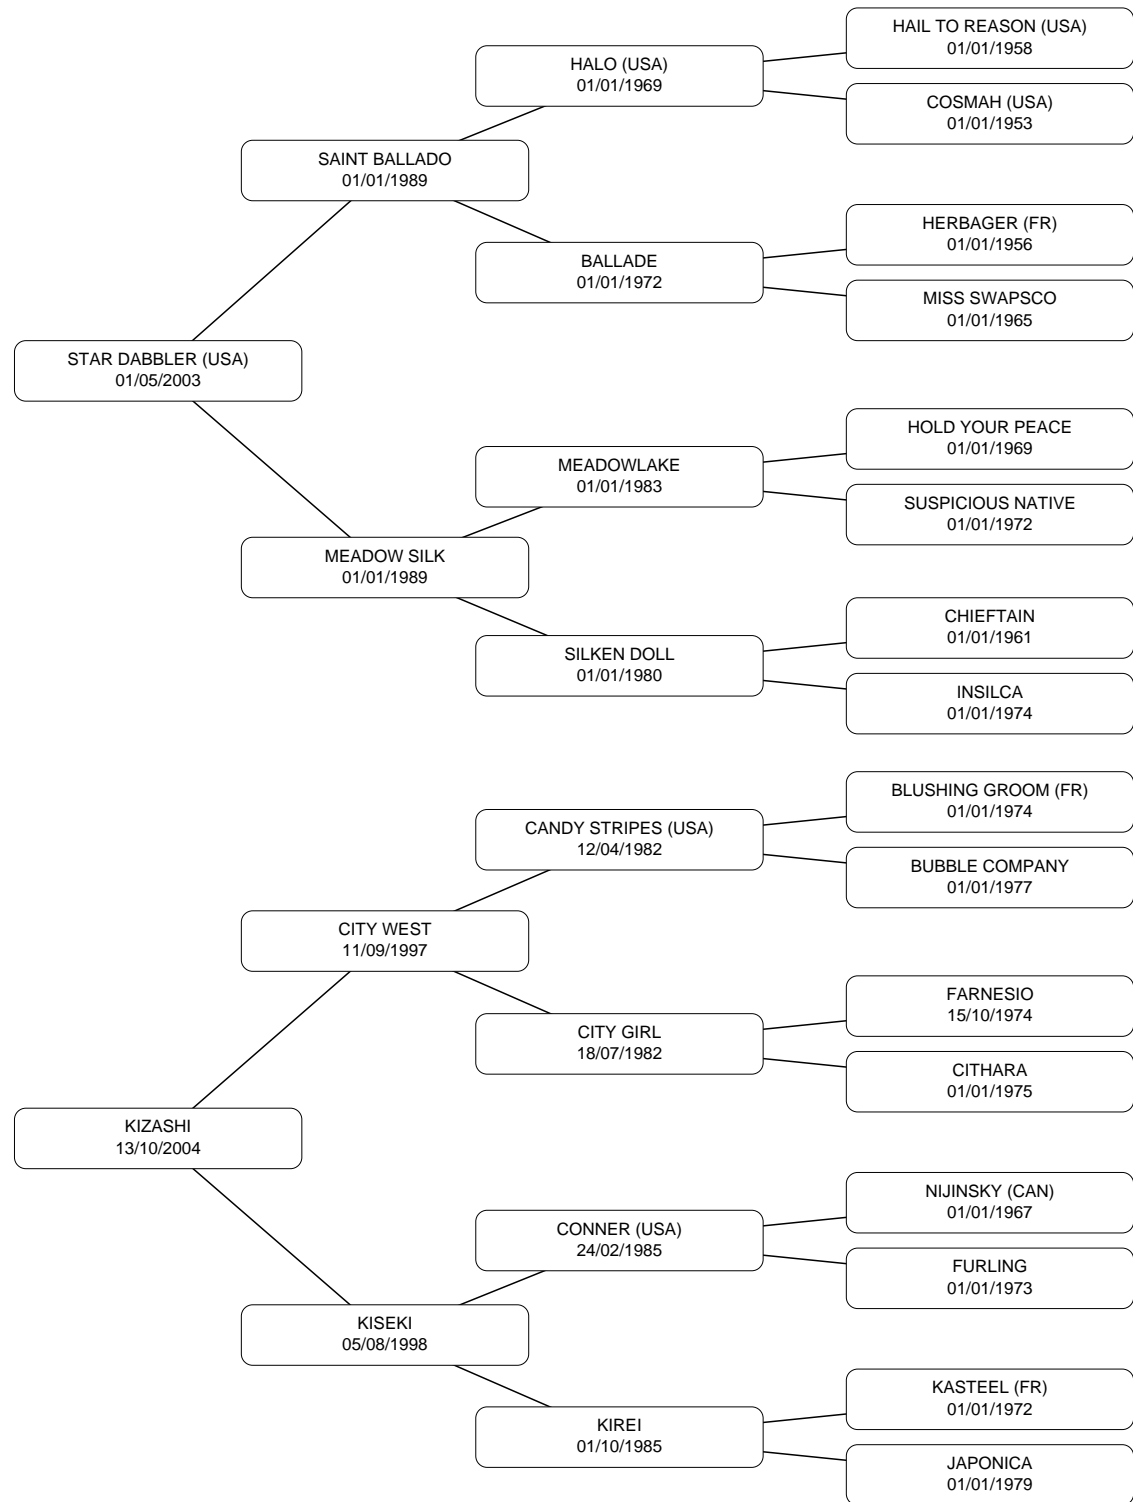 HAIL TO REASON (USA)
01/01/1958
HALO (USA)
01/01/1969
COSMAH (USA)
01/01/1953
SAINT BALLADO
01/01/1989
HERBAGER (FR)
01/01/1956
BALLADE
01/01/1972
MISS SWAPSCO
01/01/1965
STAR DABBLER (USA)
01/05/2003
HOLD YOUR PEACE
01/01/1969
MEADOWLAKE
01/01/1983
SUSPICIOUS NATIVE
01/01/1972
MEADOW SILK
01/01/1989
CHIEFTAIN
01/01/1961
SILKEN DOLL
01/01/1980
INSILCA
01/01/1974
BLUSHING GROOM (FR)
01/01/1974
CANDY STRIPES (USA)
12/04/1982
BUBBLE COMPANY
01/01/1977
CITY WEST
11/09/1997
FARNESIO
15/10/1974
CITY GIRL
18/07/1982
CITHARA
01/01/1975
KIZASHI
13/10/2004
NIJINSKY (CAN)
01/01/1967
CONNER (USA)
24/02/1985
FURLING
01/01/1973
KISEKI
05/08/1998
KASTEEL (FR)
01/01/1972
KIREI
01/10/1985
JAPONICA
01/01/1979